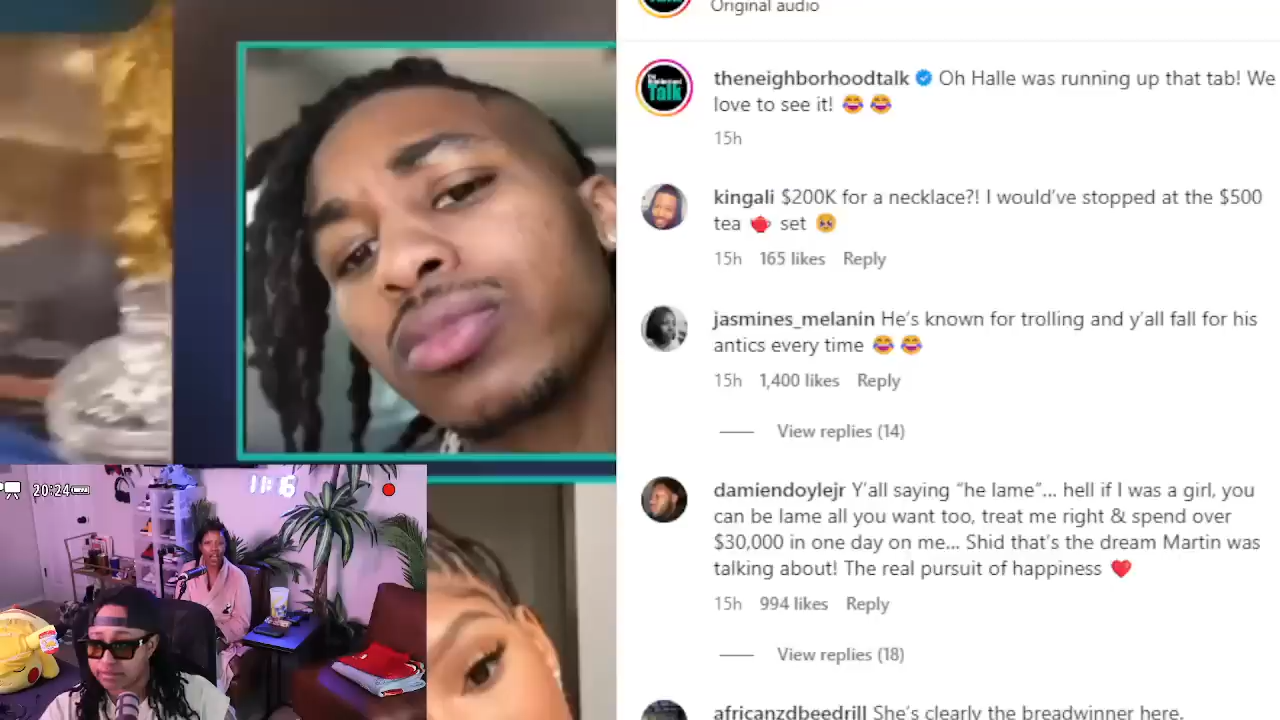 Original audio
theneighborhoodtalk Oh Halle was running up that tab! We
love to see it! 😂 😂
15h
kingali $200K for a necklace?! I would've stopped at the $500
tea 🫖 set 🥹
15h 165 likes Reply
jasmines_melanin He's known for trolling and y'all fall for his
antics every time 😂 😂
15h 1,400 likes Reply
View replies (14)
damiendoylejr Y'all saying “he lame”... hell if I was a girl, you
can be lame all you want too, treat me right & spend over
$30,000 in one day on me... Shid that's the dream Martin was
talking about! The real pursuit of happiness ♥
15h 994 likes Reply
View replies (18)
africanzdbeedrill She's clearly the breadwinner here.
Talk
20:24